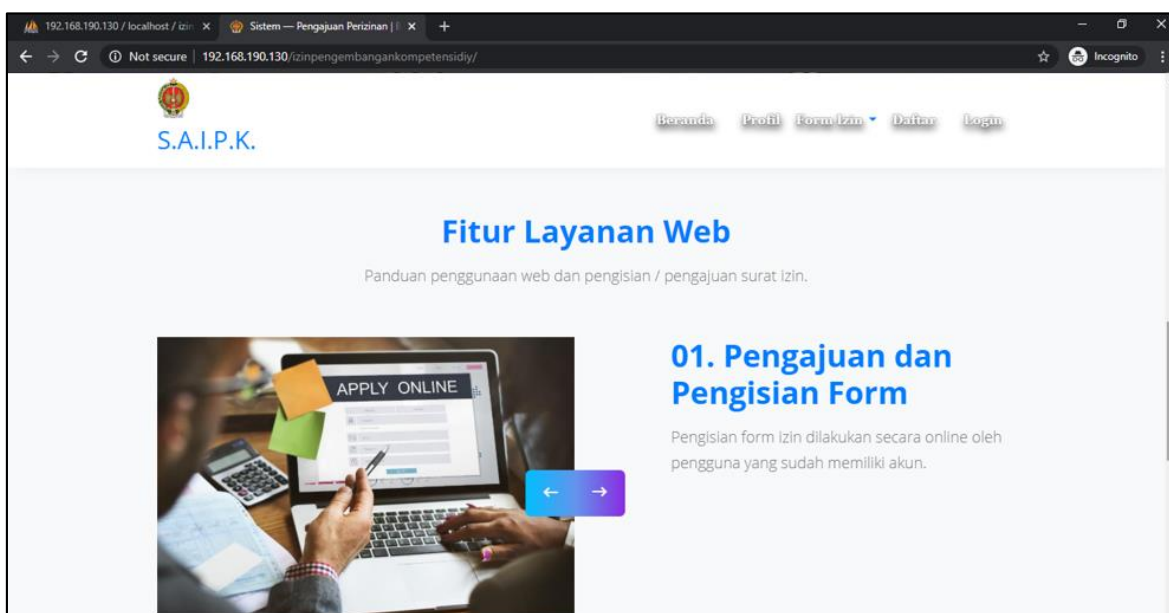 192.168.190.130 / localhost / izin
Sistem — Pengajuan Perizinan |
Not secure | 192.168.190.130/izinpengembangankompetensidiy/
Incognito
S.A.I.P.K.
Beranda Profil Form Izin Daftar Login
Fitur Layanan Web
Panduan penggunaan web dan pengisian / pengajuan surat izin.
APPLY ONLINE
01. Pengajuan dan
Pengisian Form
Pengisian form izin dilakukan secara online oleh
pengguna yang sudah memiliki akun.